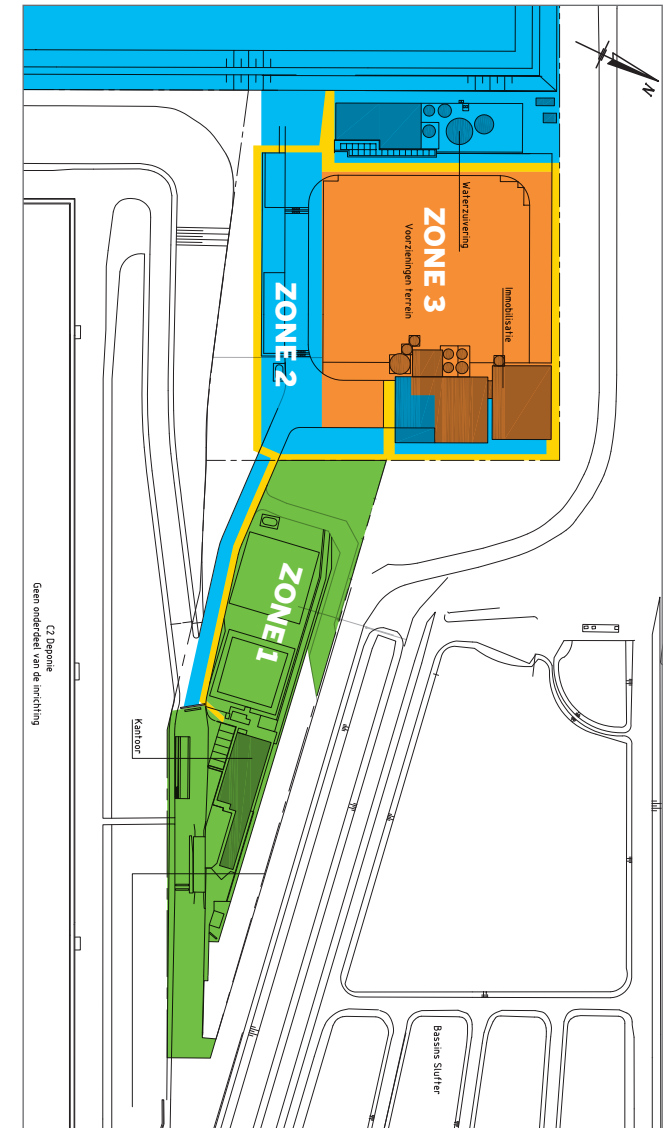 N
Waterzuivering
ZONE 3
Voorzieningen terrein
Immobilisatie
ZONE 2
ZONE 1
C2 Deponie
Geen onderdeel van de inrichting
Kantoor
Bassins Slufter